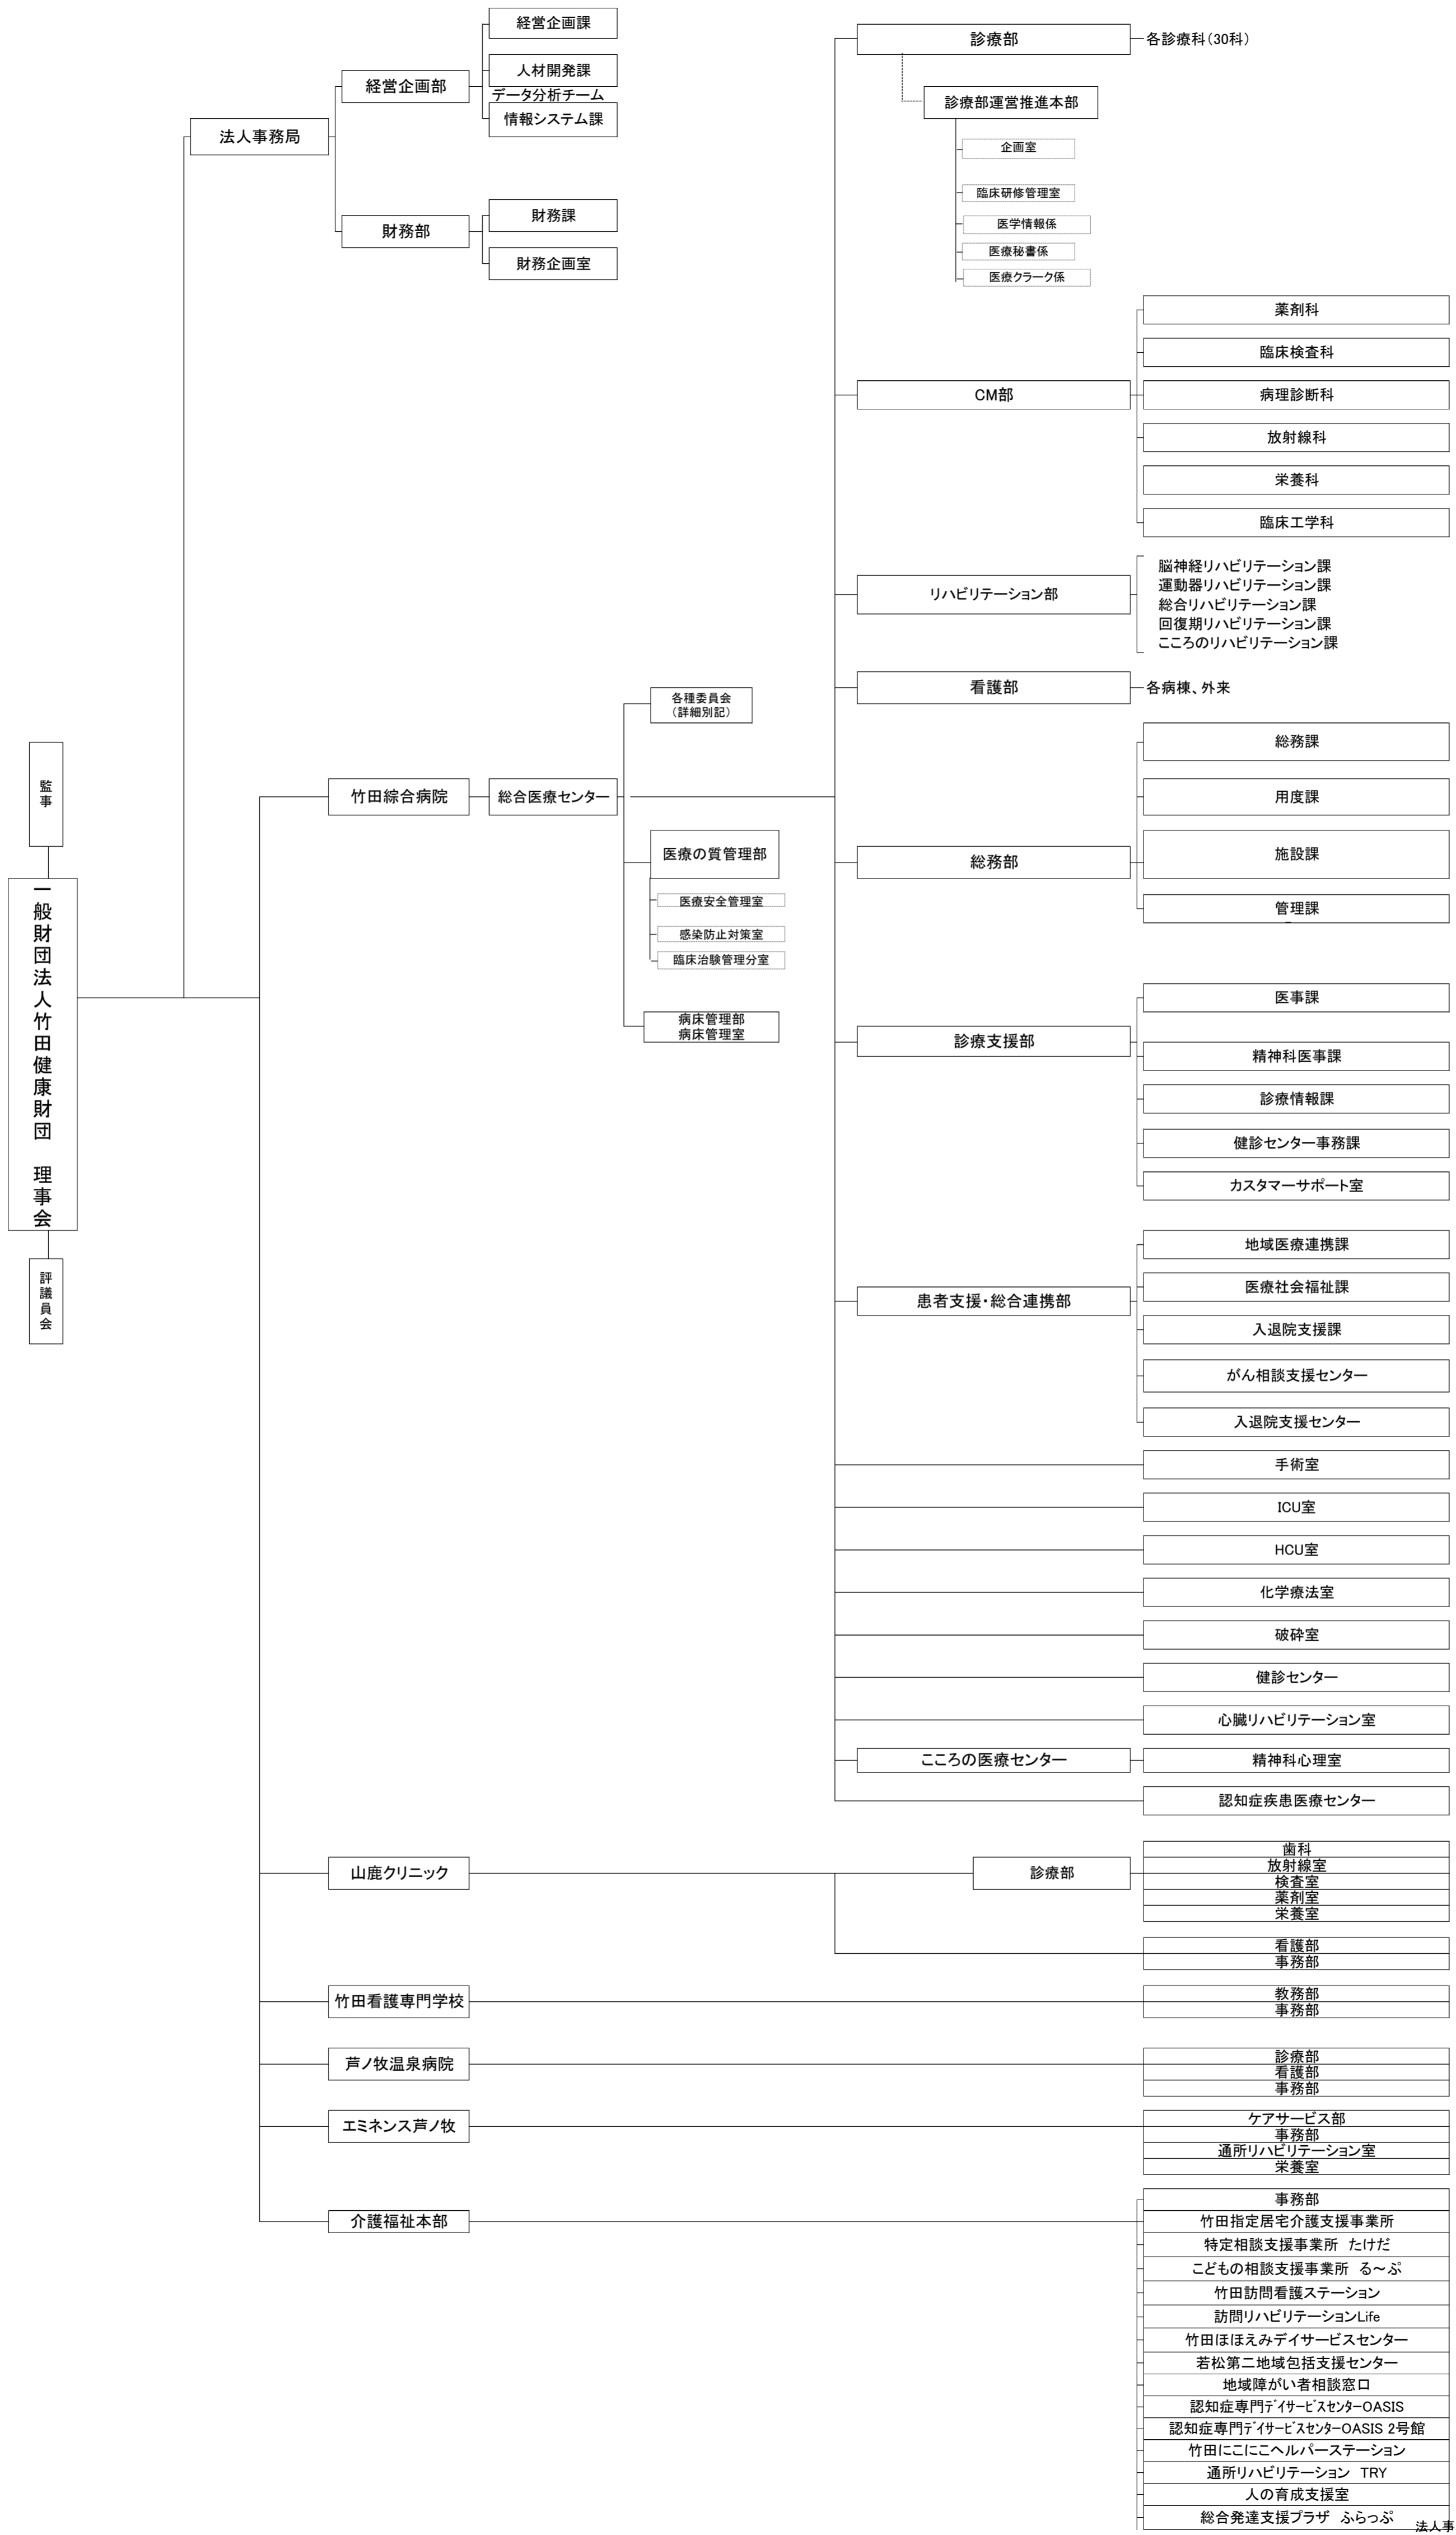 監事
一般財団法人竹田健康財団　理事会
評議員会
法人事務局
経営企画部
経営企画課
人材開発課
データ分析チーム
情報システム課
財務部
財務課
財務企画室
竹田綜合病院
総合医療センター
各種委員会
（詳細別記）
医療の質管理部
医療安全管理室
感染防止対策室
臨床治験管理分室
病床管理部
病床管理室
診療部
各診療科（30科）
診療部運営推進本部
企画室
臨床研修管理室
医学情報係
医療秘書係
医療クラーク係
CM部
薬剤科
臨床検査科
病理診断科
放射線科
栄養科
臨床工学科
リハビリテーション部
脳神経リハビリテーション課
運動器リハビリテーション課
総合リハビリテーション課
回復期リハビリテーション課
こころのリハビリテーション課
看護部
各病棟、外来
総務部
総務課
用度課
施設課
管理課
診療支援部
医事課
精神科医事課
診療情報課
健診センター事務課
カスタマーサポート室
患者支援・総合連携部
地域医療連携課
医療社会福祉課
入退院支援課
がん相談支援センター
入退院支援センター
手術室
ICU室
HCU室
化学療法室
破砕室
健診センター
心臓リハビリテーション室
こころの医療センター
精神科心理室
認知症疾患医療センター
山鹿クリニック
診療部
歯科
放射線室
検査室
薬剤室
栄養室
看護部
事務部
竹田看護専門学校
教務部
事務部
芦ノ牧温泉病院
診療部
看護部
事務部
エミネンス芦ノ牧
ケアサービス部
事務部
通所リハビリテーション室
栄養室
介護福祉本部
事務部
竹田指定居宅介護支援事業所
特定相談支援事業所　たけだ
こどもの相談支援事業所　る～ぷ
竹田訪問看護ステーション
訪問リハビリテーションLife
竹田ほほえみデイサービスセンター
若松第二地域包括支援センター
地域障がい者相談窓口
認知症専門ﾃﾞｲｻｰﾋﾞｽｾﾝﾀｰOASIS
認知症専門ﾃﾞｲｻｰﾋﾞｽｾﾝﾀｰOASIS 2号館
竹田にこにこヘルパーステーション
通所リハビリテーション　TRY
人の育成支援室
総合発達支援プラザ　ふらっぷ
法人事